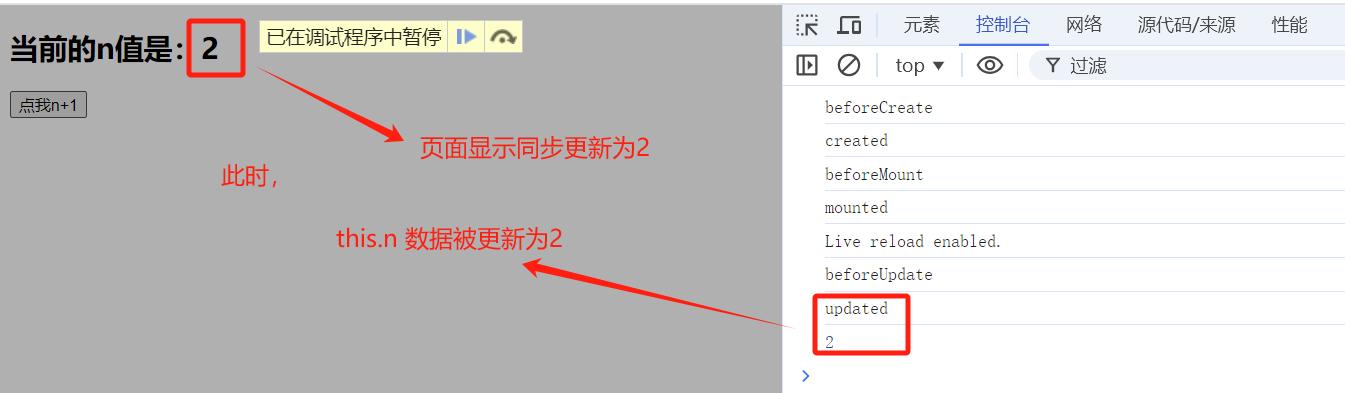 当前的n值是：2
已在调试程序中暂停
点我n+1
页面显示同步更新为2
此时，
this.n 数据被更新为2
元素 控制台 网络 源代码/来源 性能
top 过滤
beforeCreate
created
beforeMount
mounted
Live reload enabled.
beforeUpdate
updated
2